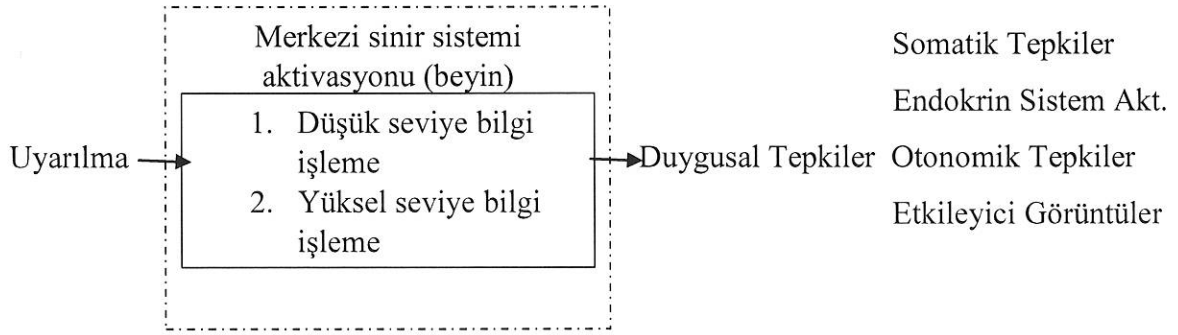 Merkezi sinir sistemi
aktivasyonu (beyin)
1. Düşük seviye bilgi
işleme
2. Yüksel seviye bilgi
işleme
Uyarılma
Duygusal Tepkiler
Somatik Tepkiler
Endokrin Sistem Akt.
Otonomik Tepkiler
Etkileyici Görüntüler